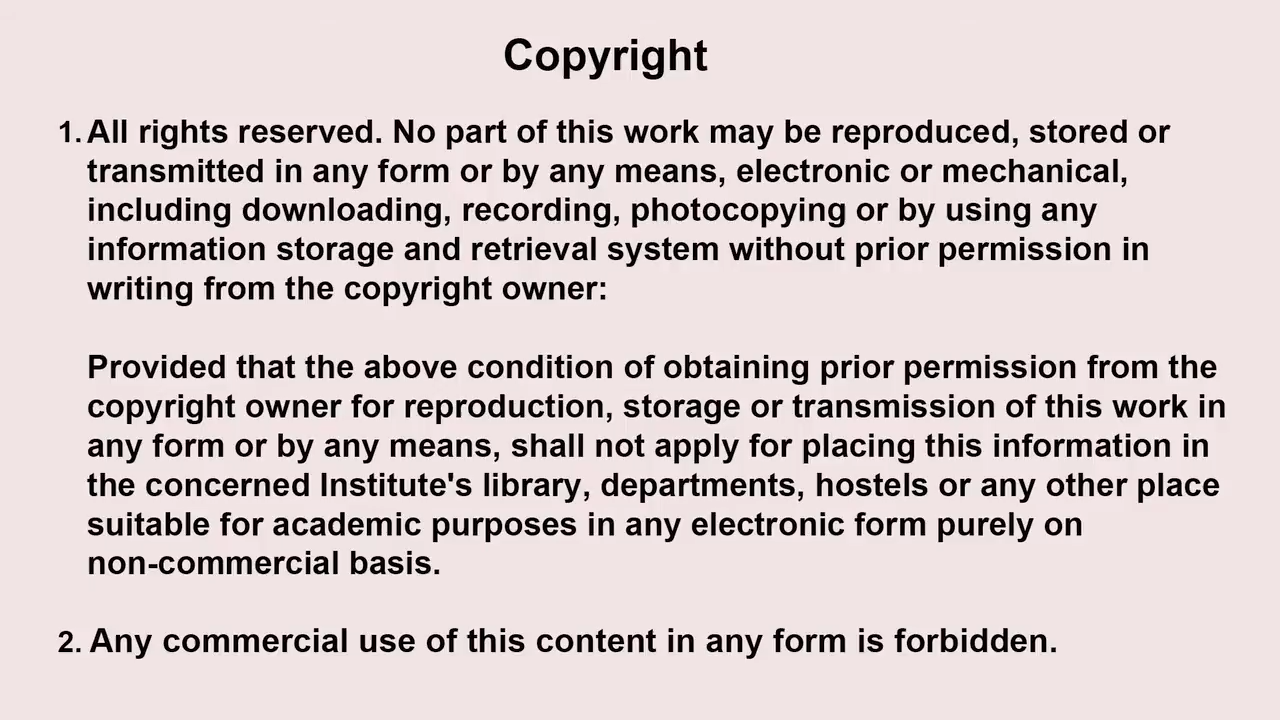 Copyright
1. All rights reserved. No part of this work may be reproduced, stored or
transmitted in any form or by any means, electronic or mechanical,
including downloading, recording, photocopying or by using any
information storage and retrieval system without prior permission in
writing from the copyright owner:
Provided that the above condition of obtaining prior permission from the
copyright owner for reproduction, storage or transmission of this work in
any form or by any means, shall not apply for placing this information in
the concerned Institute's library, departments, hostels or any other place
suitable for academic purposes in any electronic form purely on
non-commercial basis.
2. Any commercial use of this content in any form is forbidden.